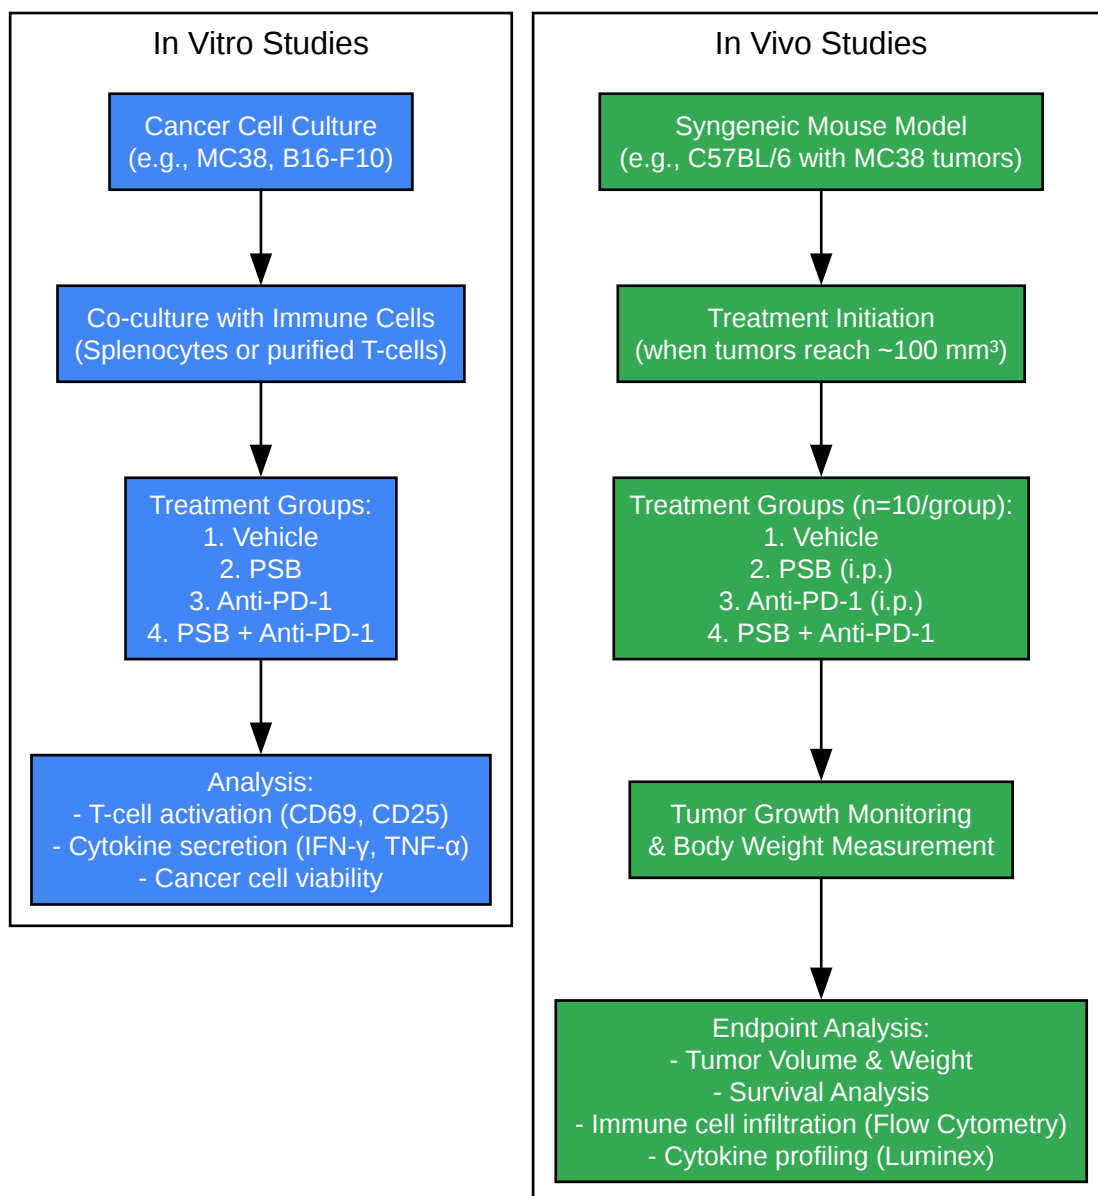 In Vitro Studies
Cancer Cell Culture
(e.g., MC38, B16-F10)
Co-culture with Immune Cells
(Splenocytes or purified T-cells)
Treatment Groups:
1. Vehicle
2. PSB
3. Anti-PD-1
4. PSB + Anti-PD-1
Analysis:
- T-cell activation (CD69, CD25)
- Cytokine secretion (IFN-γ, TNF-α)
- Cancer cell viability
In Vivo Studies
Syngeneic Mouse Model
(e.g., C57BL/6 with MC38 tumors)
Treatment Initiation
(when tumors reach ~100 mm³)
Treatment Groups (n=10/group):
1. Vehicle
2. PSB (i.p.)
3. Anti-PD-1 (i.p.)
4. PSB + Anti-PD-1
Tumor Growth Monitoring
& Body Weight Measurement
Endpoint Analysis:
- Tumor Volume & Weight
- Survival Analysis
- Immune cell infiltration (Flow Cytometry)
- Cytokine profiling (Luminex)